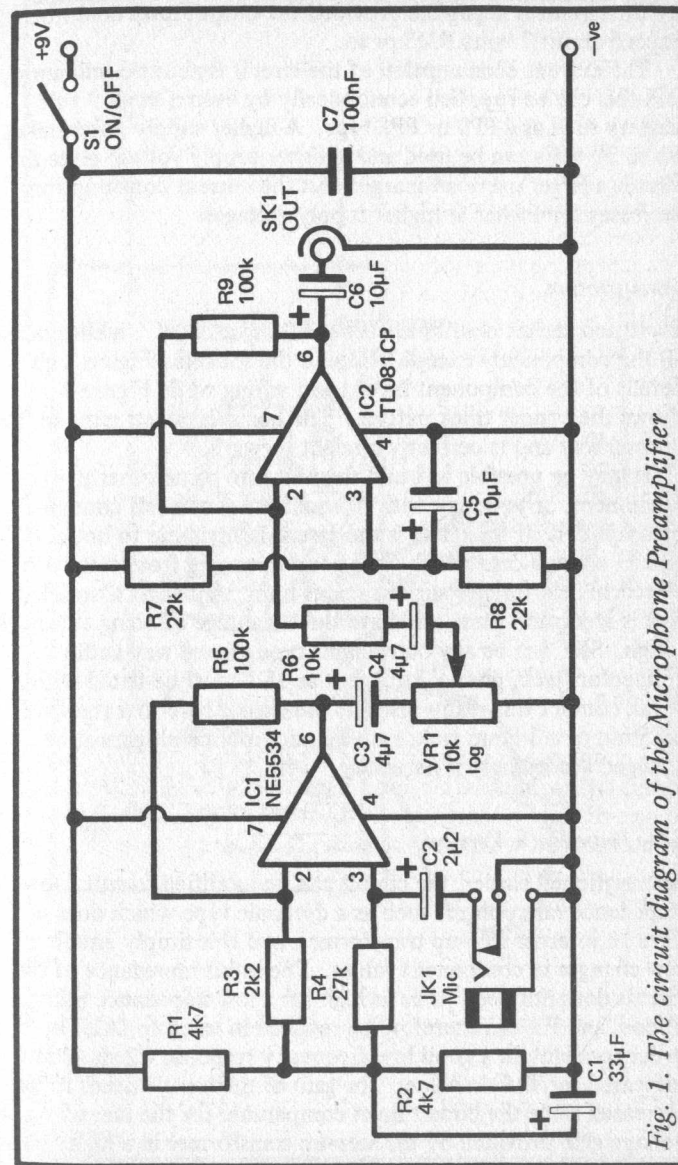 +9V
S1
ON/OFF
R1
4k7
R3
2k2
R4
27k
R2
4k7
C1
33µF
+
JK1
Mic
C2
2µ2
+
IC1
NE5534
2
3
7
4
6
R5
100k
R6
10k
C3
4µ7
+
C4
4µ7
+
VR1
10k
log
R7
22k
R8
22k
C5
10µF
+
IC2
TL081CP
2
3
7
4
6
R9
100k
C6
10µF
+
SK1
OUT
C7
100nF
-ve
Fig 1. The circuit diagram of the Microphone Preamplifier